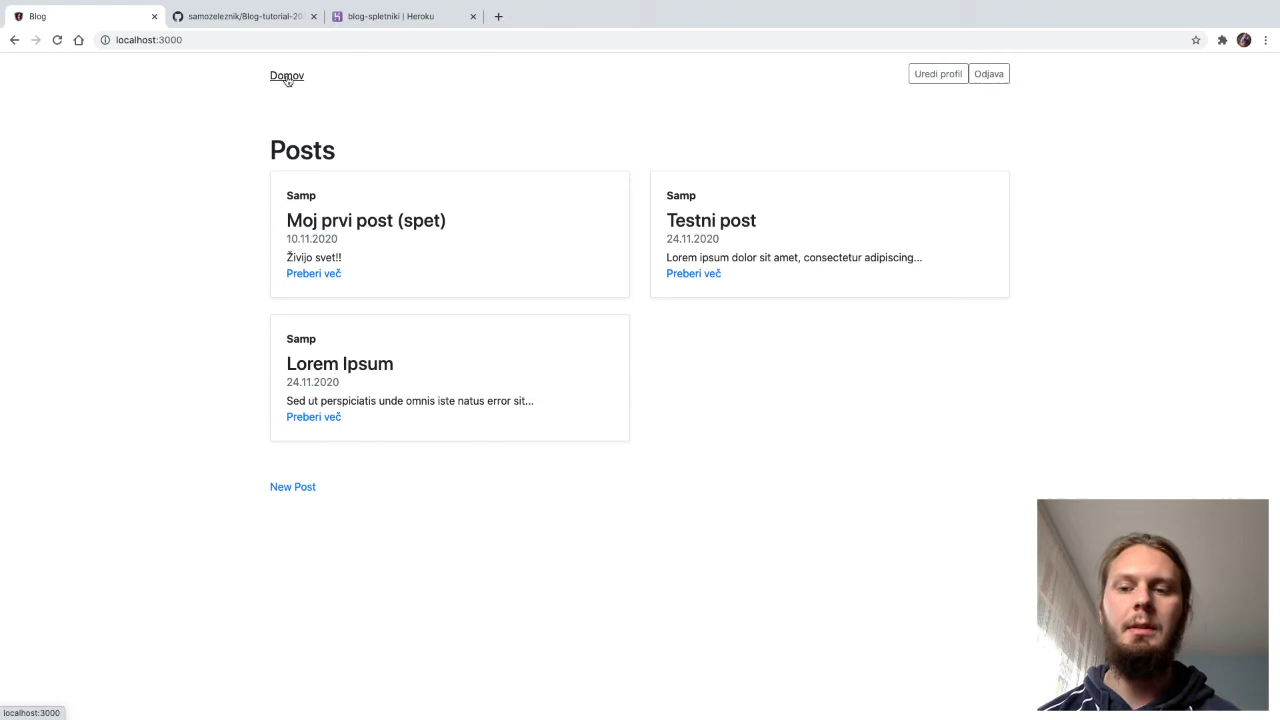 Blog
samozeleznik/Blog-tutorial-20
blog-spletniki | Heroku
localhost:3000
Domov
Uredi profil
Odjava
Posts
Samp
Moj prvi post (spet)
10.11.2020
Živijo svet!!
Preberi več
Samp
Testni post
24.11.2020
Lorem ipsum dolor sit amet, consectetur adipiscing...
Preberi več
Samp
Lorem Ipsum
24.11.2020
Sed ut perspiciatis unde omnis iste natus error sit...
Preberi več
New Post
localhost:3000